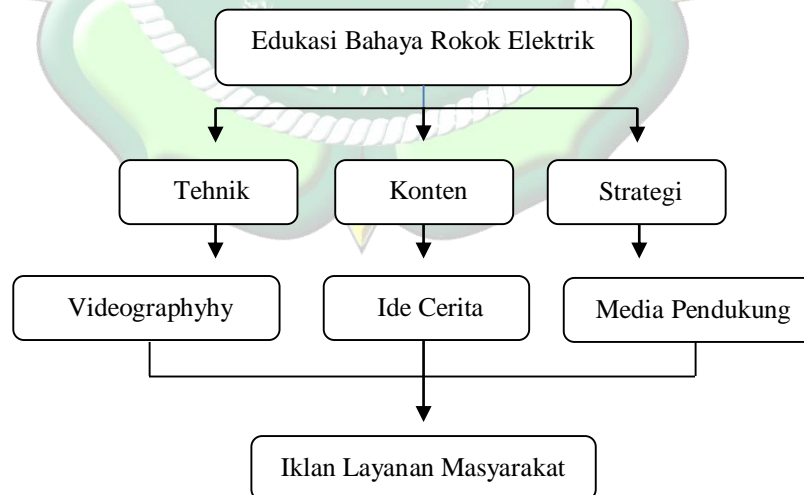 Edukasi Bahaya Rokok Elektrik
Tehnik
Konten
Strategi
Videographyhy
Ide Cerita
Media Pendukung
Iklan Layanan Masyarakat